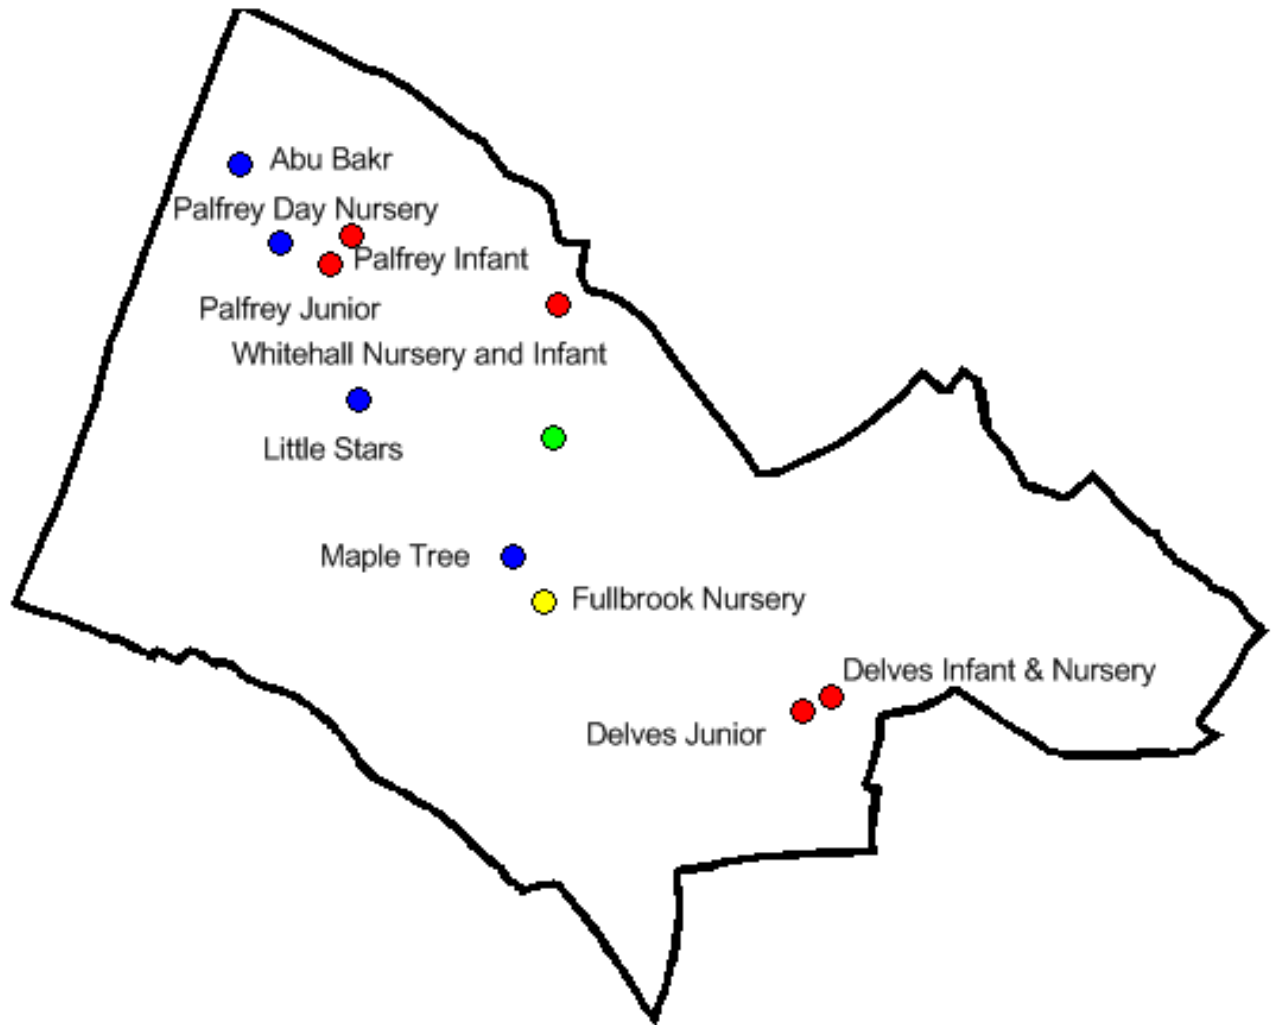 Abu Bakr
Palfrey Day Nursery
Palfrey Infant
Palfrey Junior
Whitehall Nursery and Infant
Little Stars
Maple Tree
Fullbrook Nursery
Delves Infant & Nursery
Delves Junior